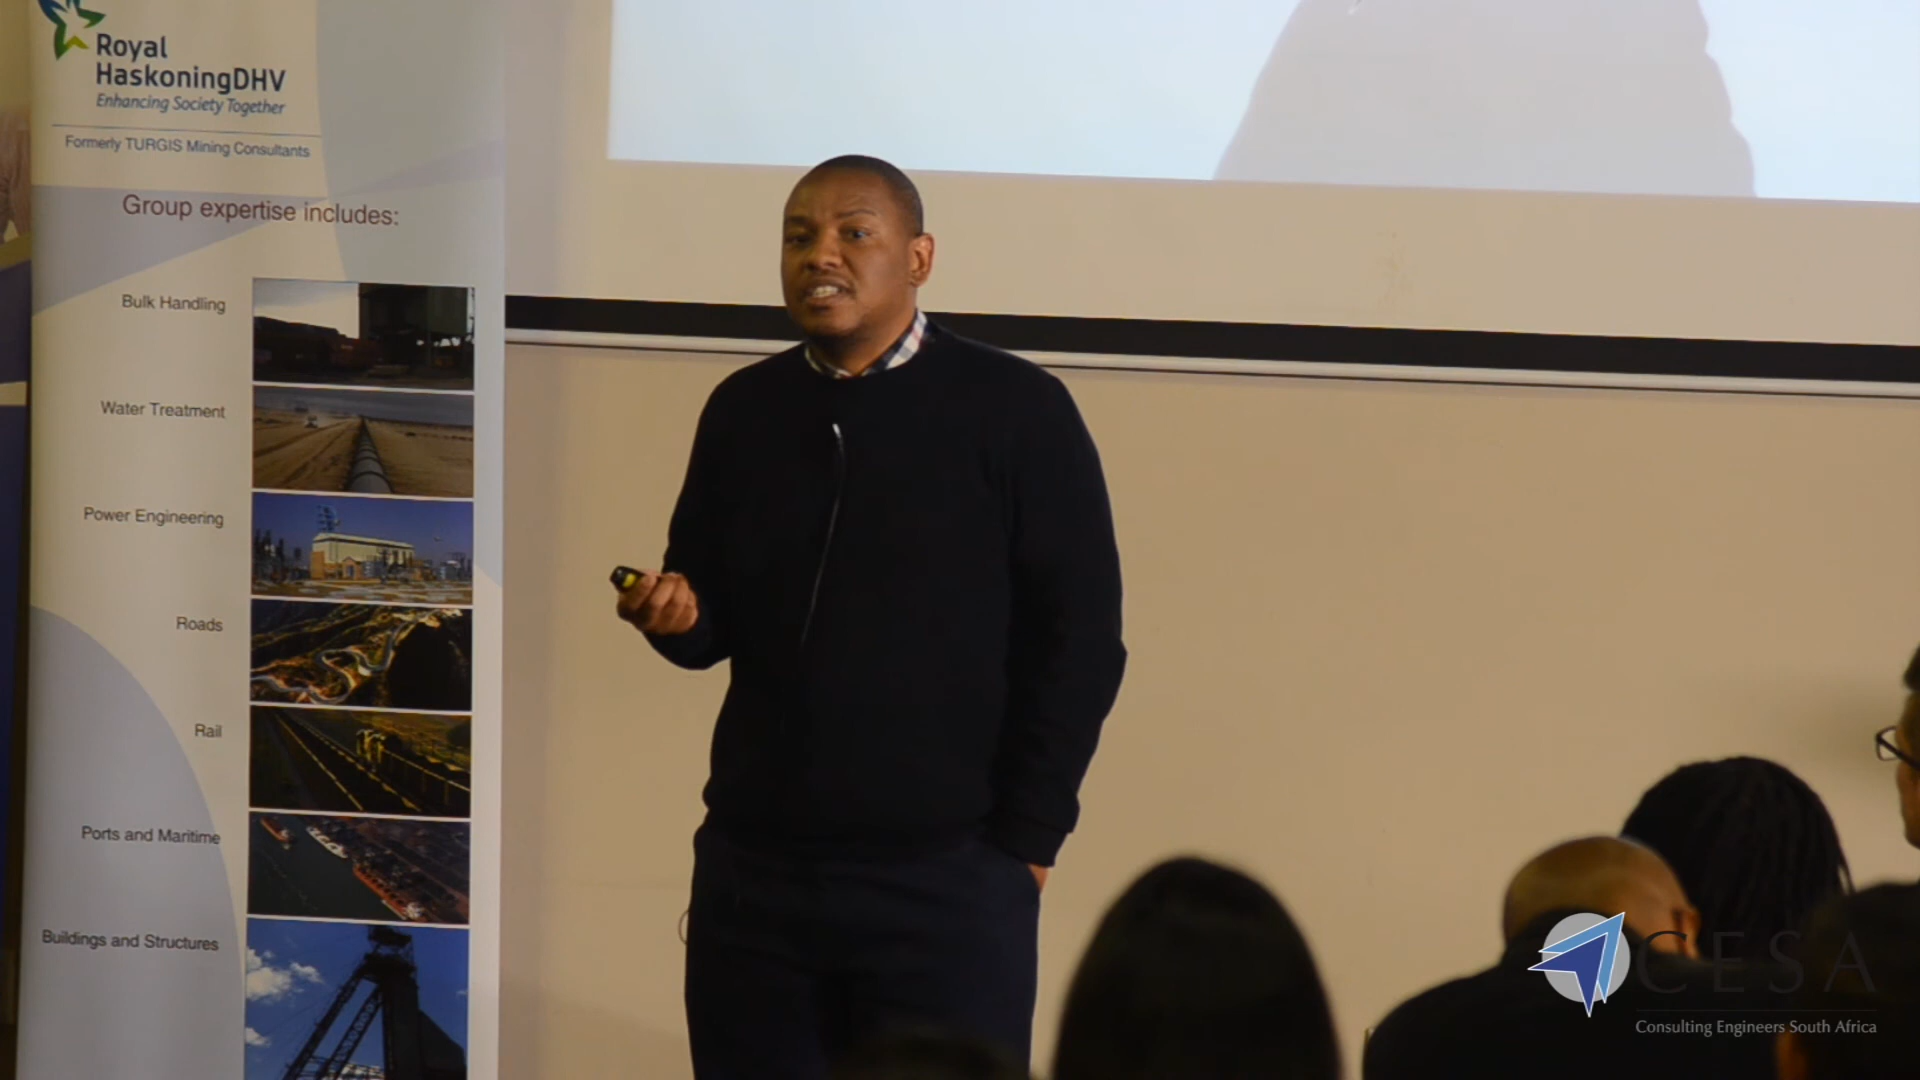 Royal
HaskoningDHV
Enhancing Society Together
Formerly TURGIS Mining Consultants
Group expertise includes:
Bulk Handling
Water Treatment
Power Engineering
Roads
Rail
Ports and Maritime
Buildings and Structures
CESA
Consulting Engineers South Africa